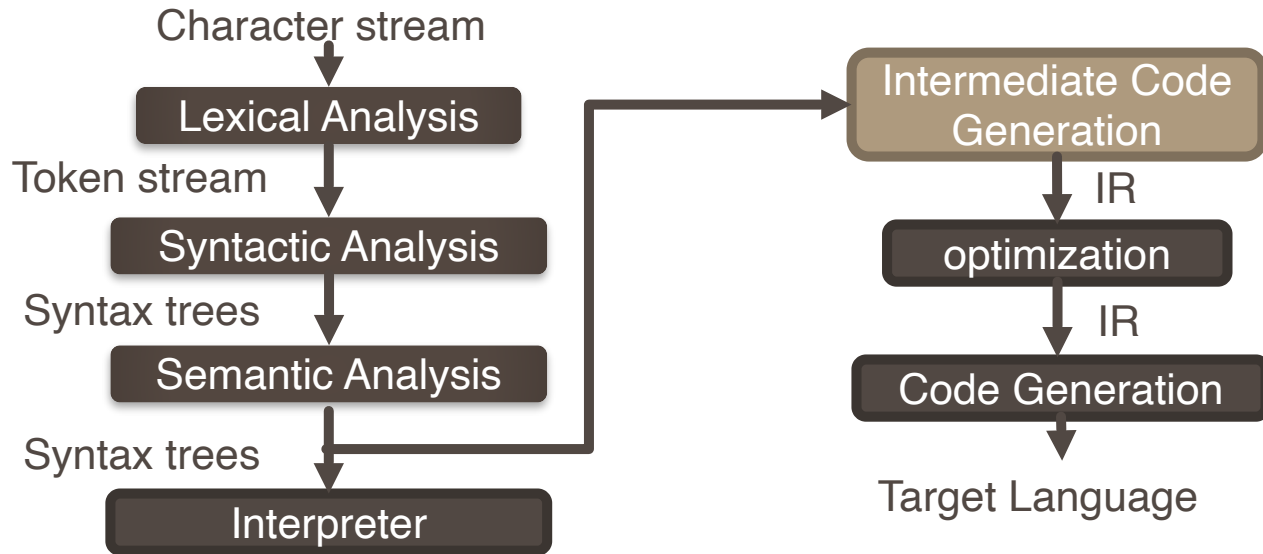 Character stream
Lexical Analysis
Token stream
Syntactic Analysis
Syntax trees
Semantic Analysis
Syntax trees
Interpreter
Intermediate Code
Generation
IR
optimization
IR
Code Generation
Target Language